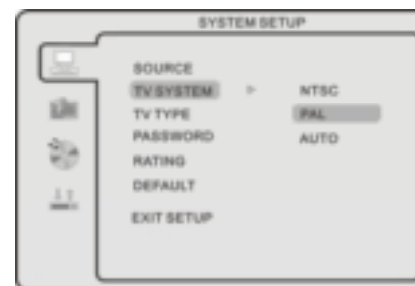 SYSTEM SETUP
SOURCE
TV SYSTEM NTSC
TV TYPE PAL
PASSWORD AUTO
RATING
DEFAULT
EXIT SETUP